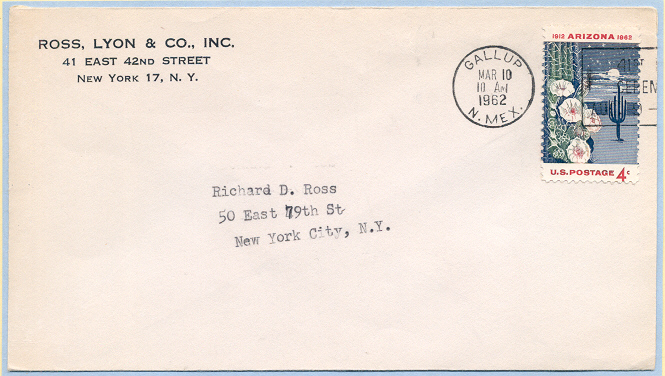 ROSS, LYON & CO., INC.
41 EAST 42ND STREET
NEW YORK 17, N. Y.
GALLUP
MAR 10
10 AM
1962
N. MEX.
1912 ARIZONA 1962
U.S. POSTAGE 4c
Richard D. Ross
50 East 79th St
New York City, N.Y.